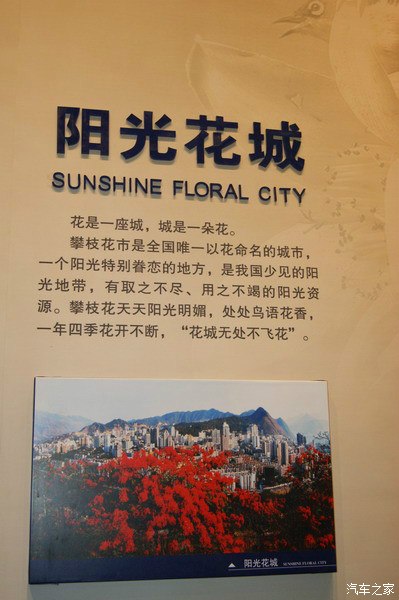 阳光花城
SUNSHINE FLORAL CITY
花是一座城，城是一朵花。
攀枝花市是全国唯一以花命名的城市，
一个阳光特别眷恋的地方，是我国少见的阳
光地带，有取之不尽、用之不竭的阳光资
源。攀枝花天天阳光明媚，处处鸟语花香，
一年四季花开不断，“花城无处不飞花”。
阳光花城 SUNSHINE FLORAL CITY
汽车之家